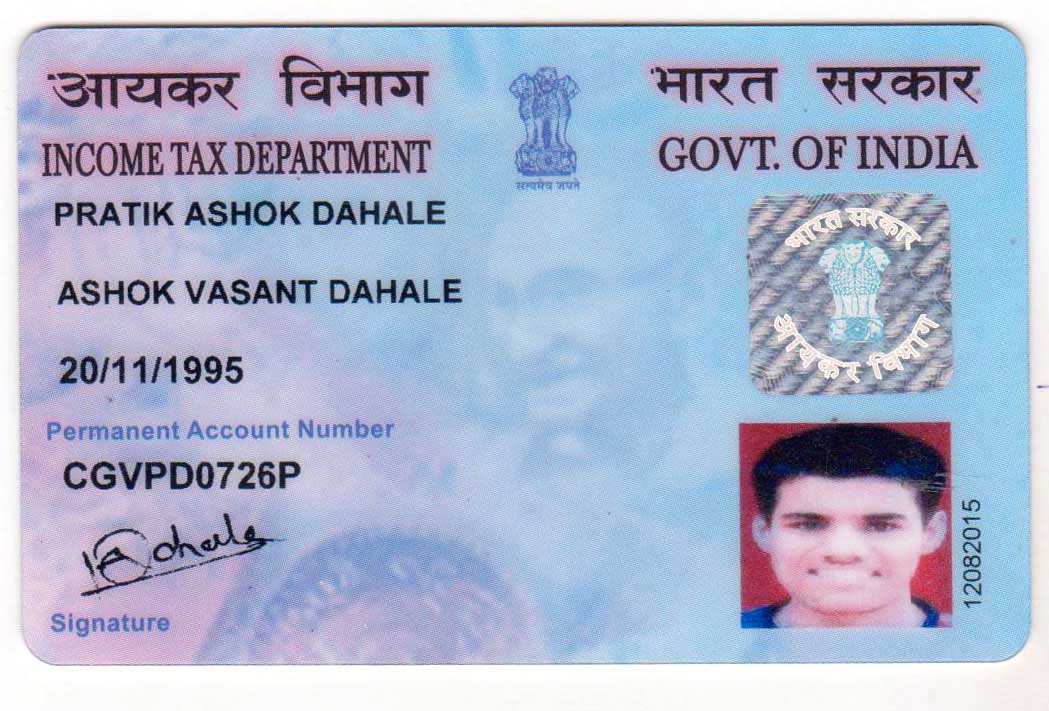 आयकर विभाग
INCOME TAX DEPARTMENT
सत्यमेव जयते
भारत सरकार
GOVT. OF INDIA
PRATIK ASHOK DAHALE
ASHOK VASANT DAHALE
20/11/1995
Permanent Account Number
CGVPD0726P
Signature
भारत सरकार
आयकर विभाग
12082015